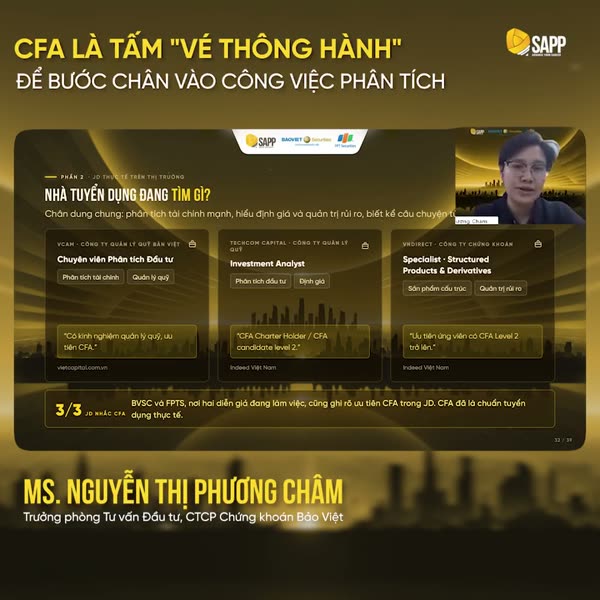 CFA LÀ TẤM "VÉ THÔNG HÀNH"
ĐỂ BƯỚC CHÂN VÀO CÔNG VIỆC PHÂN TÍCH
SAPP
SAPP
BAOVIET Securities
FPT Securities
SAPP
PHẦN 2 · JD THỰC TẾ TRÊN THỊ TRƯỜNG
NHÀ TUYỂN DỤNG ĐANG TÌM GÌ?
Chân dung chung: phân tích tài chính mạnh, hiểu định giá và quản trị rủi ro, biết kể câu chuyện
VCAM · CÔNG TY QUẢN LÝ QUỸ BẢN VIỆT
Chuyên viên Phân tích Đầu tư
Phân tích tài chính
Quản lý quỹ
"Có kinh nghiệm quản lý quỹ, ưu
tiên CFA."
vietcapital.com.vn
TECHCOM CAPITAL · CÔNG TY QUẢN LÝ
QUỸ
Investment Analyst
Phân tích đầu tư
Định giá
"CFA Charter Holder / CFA
candidate level 2."
Indeed Việt Nam
VNDIRECT · CÔNG TY CHỨNG KHOÁN
Specialist · Structured
Products & Derivatives
Sản phẩm cấu trúc
Quản trị rủi ro
"Ưu tiên ứng viên có CFA Level 2
trở lên."
Indeed Việt Nam
3/3 JD NHẮC CFA
BVSC và FPTS, nơi hai diễn giả đang làm việc, cũng ghi rõ ưu tiên CFA trong JD. CFA đã là chuẩn tuyển
dụng thực tế.
32 / 39
MS. NGUYỄN THỊ PHƯƠNG CHÂM
Trưởng phòng Tư vấn Đầu tư, CTCP Chứng khoán Bảo Việt